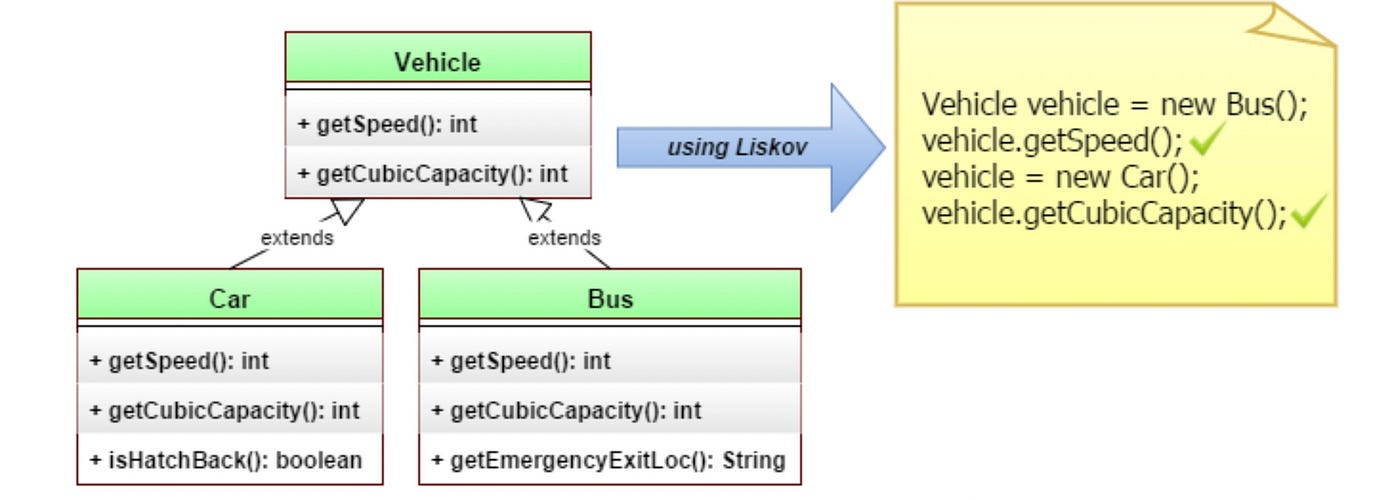 Vehicle
+ getSpeed(): int
+ getCubicCapacity(): int
using Liskov
Vehicle vehicle = new Bus();
vehicle.getSpeed();
vehicle = new Car();
vehicle.getCubicCapacity();
extends
extends
Car
+ getSpeed(): int
+ getCubicCapacity(): int
+ isHatchBack(): boolean
Bus
+ getSpeed(): int
+ getCubicCapacity(): int
+ getEmergencyExitLoc(): String